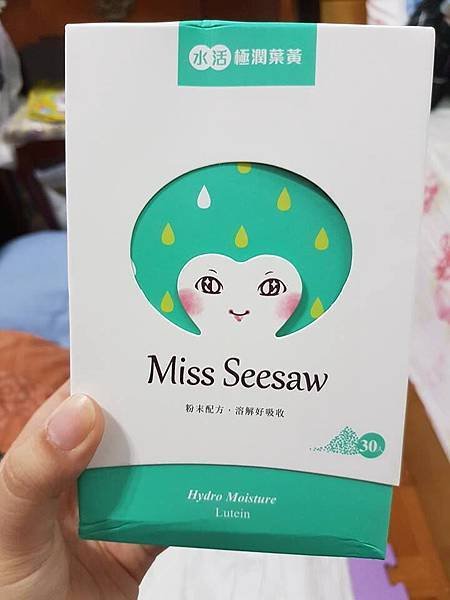 水活 極潤葉黃
Miss Seesaw
粉末配方・溶解好吸收
30入
Hydro Moisture
Lutein